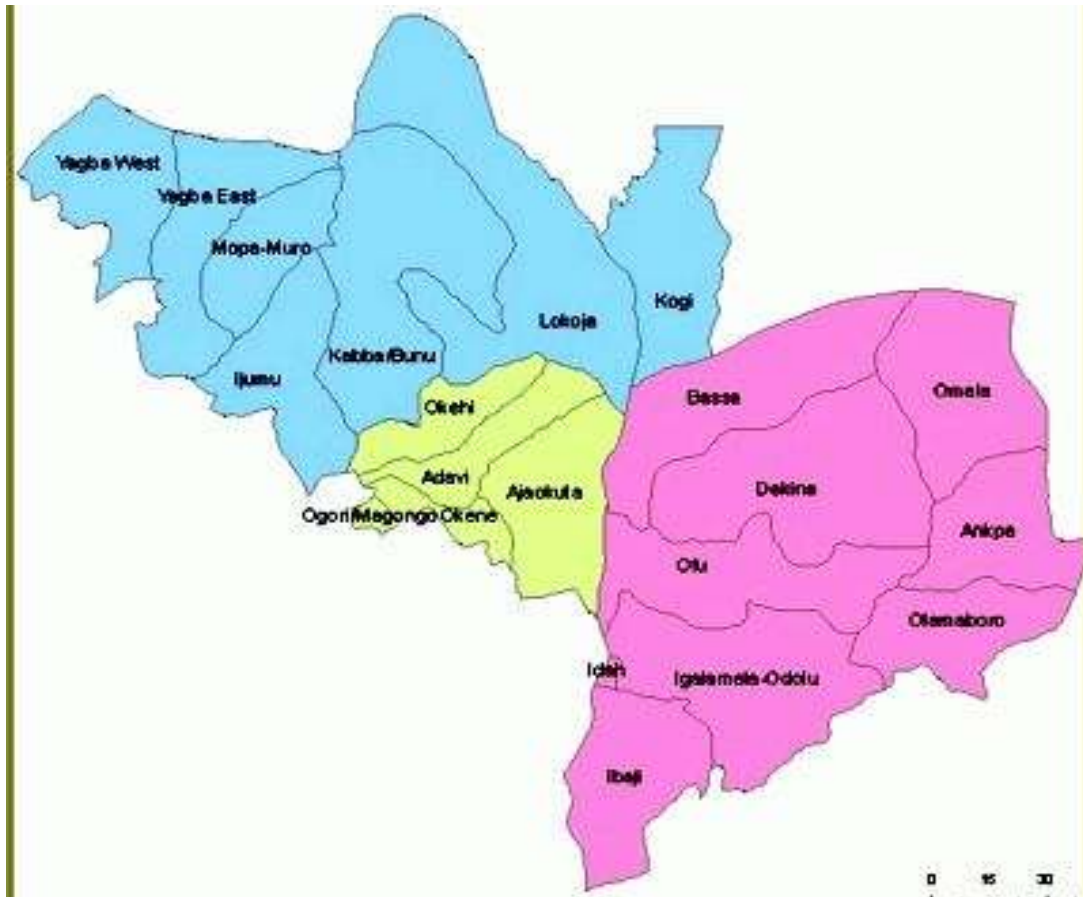 Yagba West
Yagba East
Mopa-Muro
Kogi
Lokoja
Kabba/Bunu
Ijumu
Bassa
Omala
Okehi
Adavi
Ajaokuta
Dekina
Ogori/Magongo Okene
Ankpa
Ofu
Olamaboro
Idah
Igalamela-Odolu
Ibaji
0 15 30